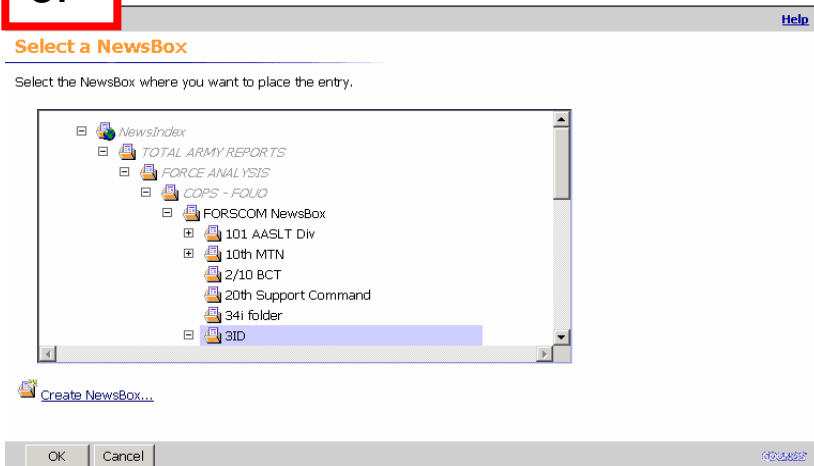 Help
Select a NewsBox
Select the NewsBox where you want to place the entry.
NewsIndex
TOTAL ARMY REPORTS
FORCE ANALYSIS
COPS - FOUO
FORSCOM NewsBox
101 AASLT Div
10th MTN
2/10 BCT
20th Support Command
34i folder
3ID
Create NewsBox...
OK Cancel